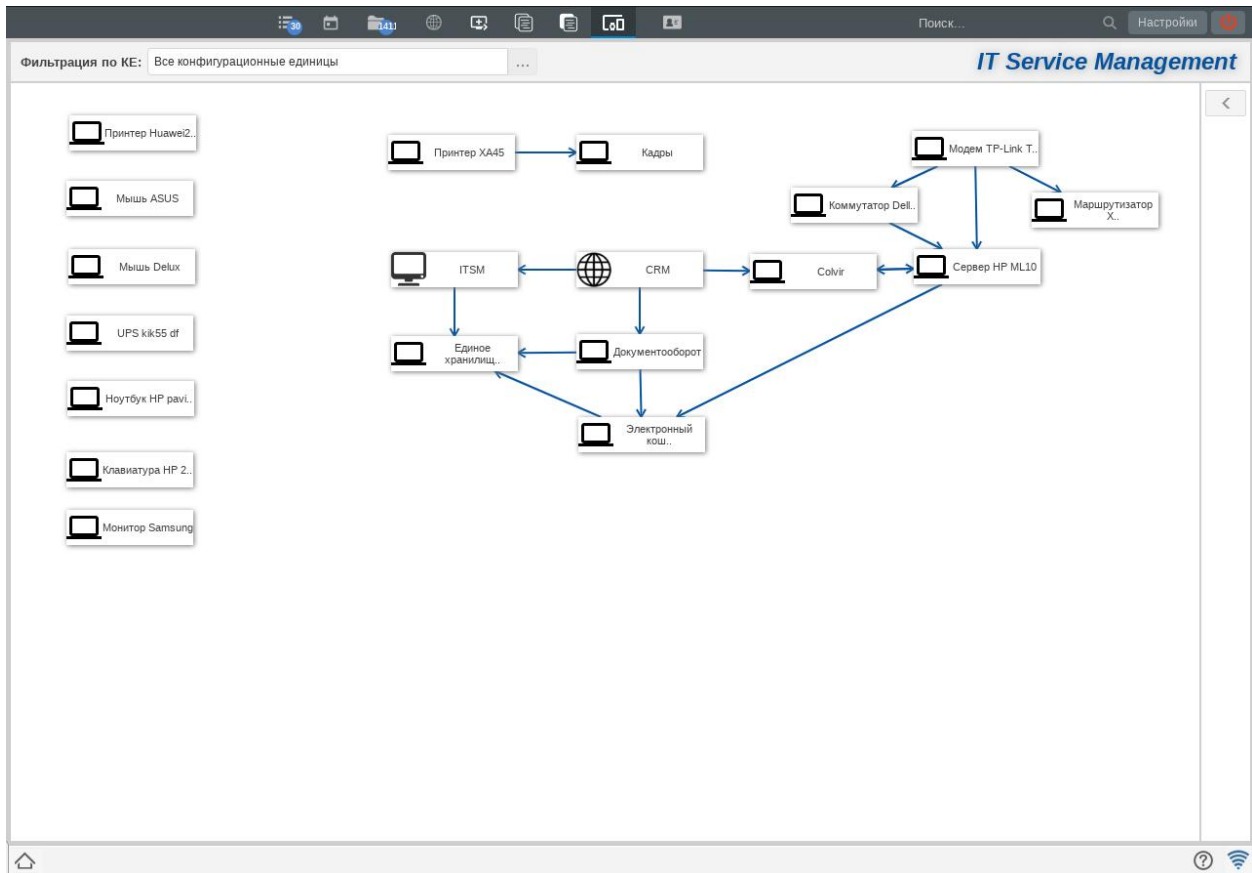 30
1411
Поиск...
Настройки
Фильтрация по КЕ:
Все конфигурационные единицы
...
IT Service Management
Принтер Huawei2..
Мышь ASUS
Мышь Delux
UPS kik55 df
Ноутбук HP pavi..
Клавиатура HP 2..
Монитор Samsung
Принтер XA45
Кадры
Модем TP-Link T..
Коммутатор Dell..
Маршрутизатор
X..
ITSM
CRM
Colvir
Сервер HP ML10
Единое
хранилищ..
Документооборот
Электронный
кош..